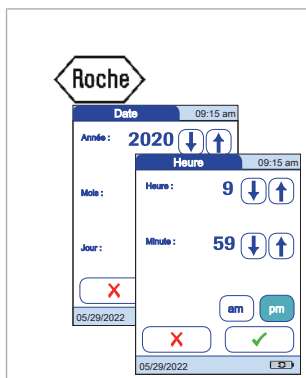 Roche
Date 09:15 am
Année : 2020
Mois :
Jour :
05/29/2022
Heure 09:15 am
Heure : 9
Minute : 59
am pm
05/29/2022